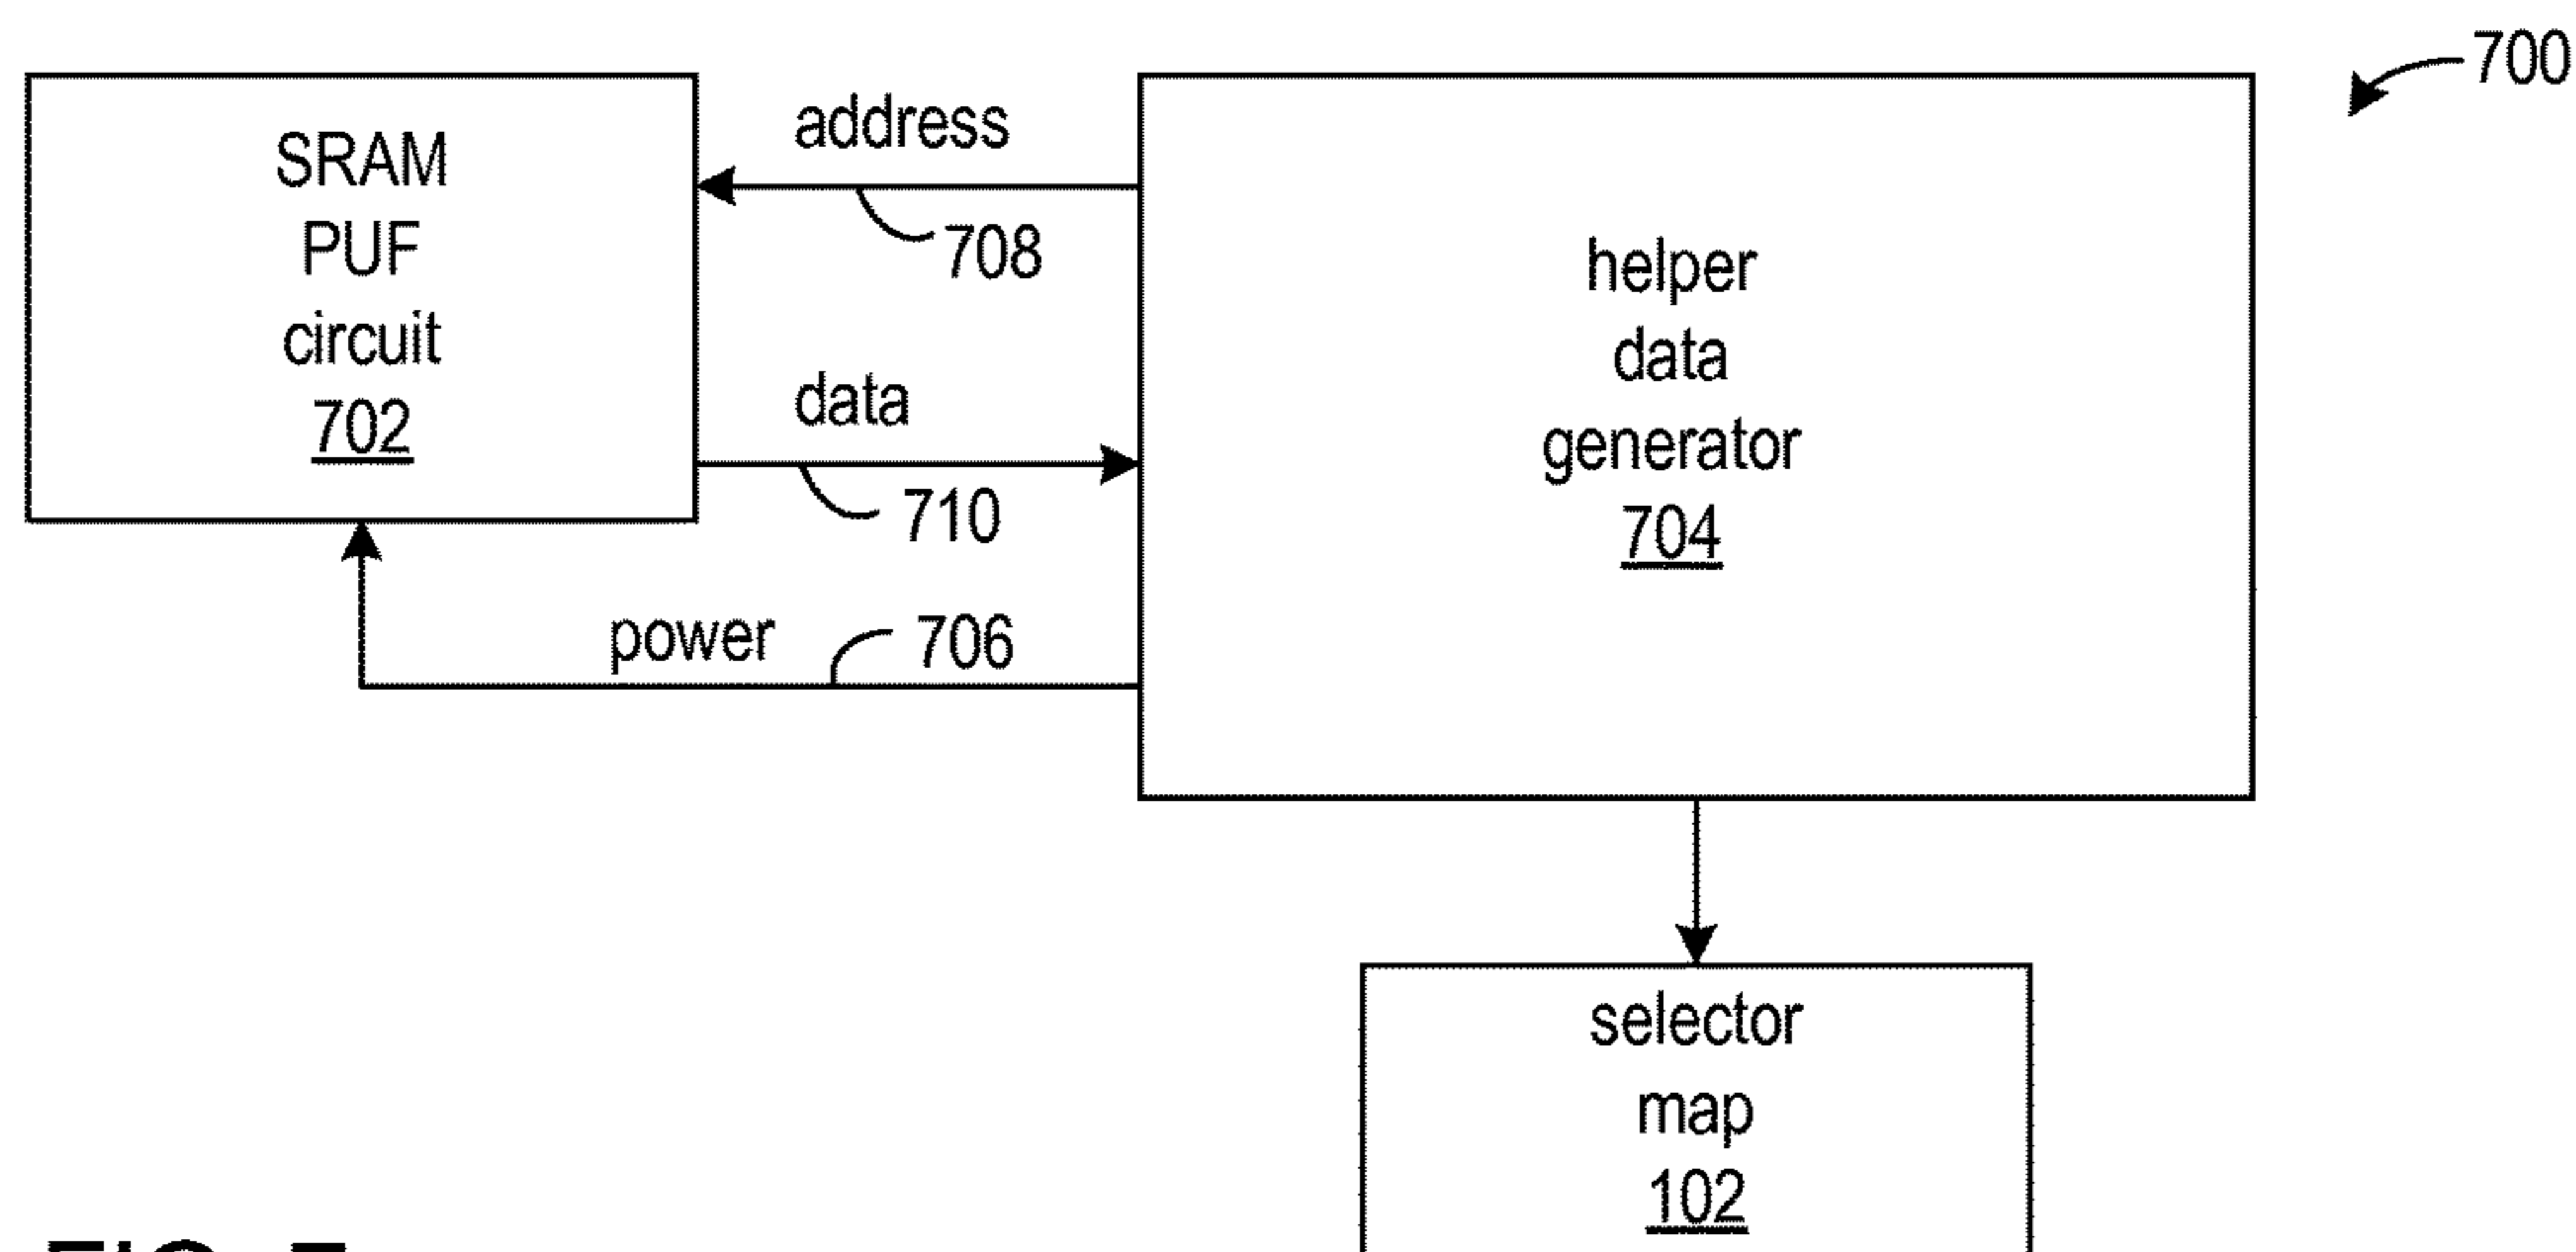 700
SRAM
PUF
circuit
702
address
708
data
710
power
706
helper
data
generator
704
selector
map
102